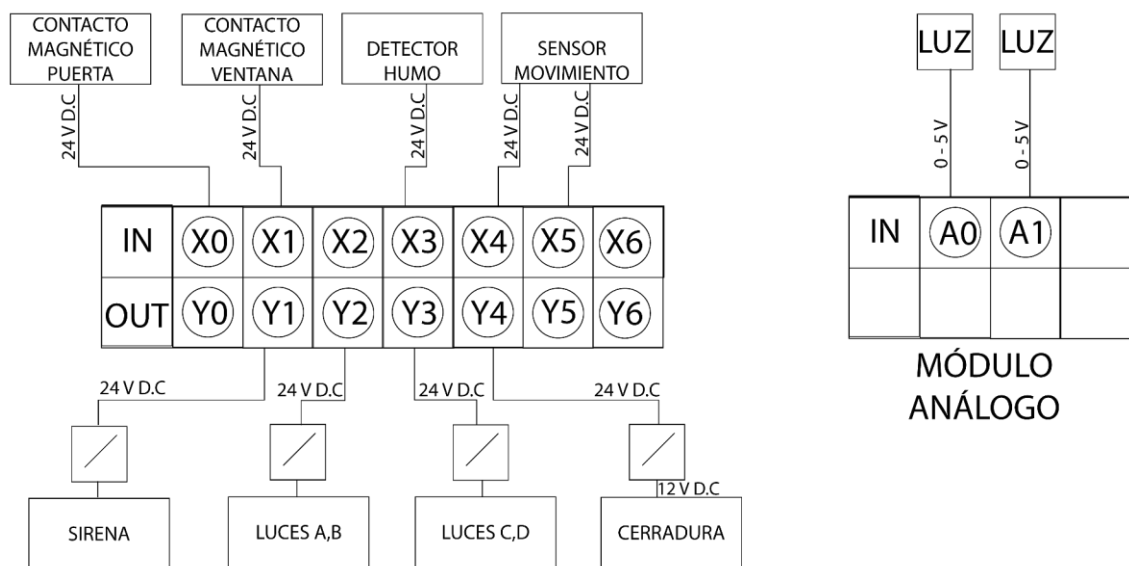 CONTACTO
MAGNÉTICO
PUERTA
CONTACTO
MAGNÉTICO
VENTANA
DETECTOR
HUMO
SENSOR
MOVIMIENTO
LUZ
LUZ
24 V D.C
24 V D.C
24 V D.C
24 V D.C
24 V D.C
0 - 5 V
0 - 5 V
IN X0 X1 X2 X3 X4 X5 X6
OUT Y0 Y1 Y2 Y3 Y4 Y5 Y6
IN A0 A1
MÓDULO
ANÁLOGO
24 V D.C
24 V D.C
24 V D.C
24 V D.C
12 V D.C
SIRENA
LUCES A,B
LUCES C,D
CERRADURA